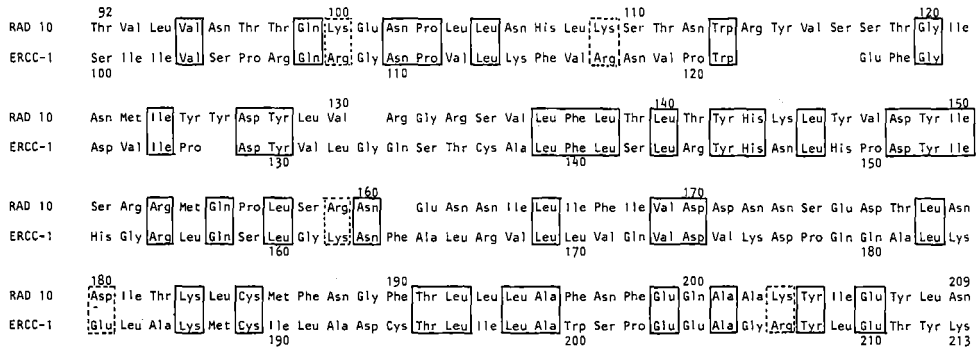 92 100 110 120
RAD 10 Thr Val Leu Val Asn Thr Thr Gln Lys Glu Asn Pro Leu Leu Asn His Leu Lys Ser Thr Asn Trp Arg Tyr Val Ser Ser Thr Gly Ile
ERCC-1 Ser Ile Ile Val Ser Pro Arg Gln Arg Gly Asn Pro Val Leu Lys Phe Val Arg Asn Val Pro Trp Glu Phe Gly
100 110 120
130 140 150
RAD 10 Asn Met Ile Tyr Tyr Asp Tyr Leu Val Arg Gly Arg Ser Val Leu Phe Leu Thr Leu Thr Tyr His Lys Leu Tyr Val Asp Tyr Ile
ERCC-1 Asp Val Ile Pro Asp Tyr Val Leu Gly Gln Ser Thr Cys Ala Leu Phe Leu Ser Leu Arg Tyr His Asn Leu His Pro Asp Tyr Ile
130 140 150
160 170
RAD 10 Ser Arg Arg Met Gln Pro Leu Ser Arg Asn Glu Asn Asn Ile Leu Ile Phe Ile Val Asp Asp Asn Asn Ser Glu Asp Thr Leu Asn
ERCC-1 His Gly Arg Leu Gln Ser Leu Gly Lys Asn Phe Ala Leu Arg Val Leu Leu Val Gln Val Asp Val Lys Asp Pro Gln Gln Ala Leu Lys
160 170 180
180 190 200 209
RAD 10 Asp Ile Thr Lys Leu Cys Met Phe Asn Gly Phe Thr Leu Leu Leu Ala Phe Asn Phe Glu Gln Ala Ala Lys Tyr Ile Glu Tyr Leu Asn
ERCC-1 Glu Leu Ala Lys Met Cys Ile Leu Ala Asp Cys Thr Leu Ile Leu Ala Trp Ser Pro Glu Glu Ala Gly Arg Tyr Leu Glu Thr Tyr Lys
190 200 210 213